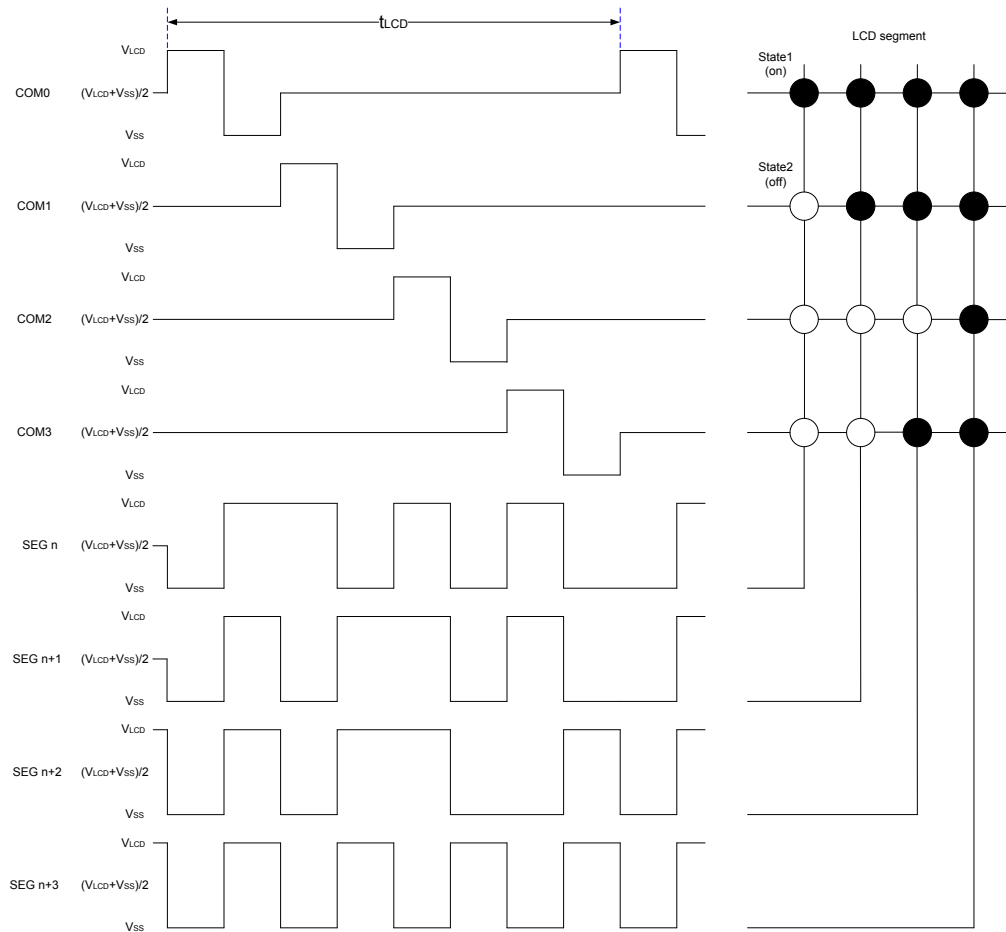 tLCD
LCD segment
State1
(on)
VLCD
COM0 (VLCD+VSS)/2
VSS
State2
(off)
VLCD
COM1 (VLCD+VSS)/2
VSS
VLCD
COM2 (VLCD+VSS)/2
VSS
VLCD
COM3 (VLCD+VSS)/2
VSS
VLCD
SEG n (VLCD+VSS)/2
VSS
VLCD
SEG n+1 (VLCD+VSS)/2
VSS
VLCD
SEG n+2 (VLCD+VSS)/2
VSS
VLCD
SEG n+3 (VLCD+VSS)/2
VSS